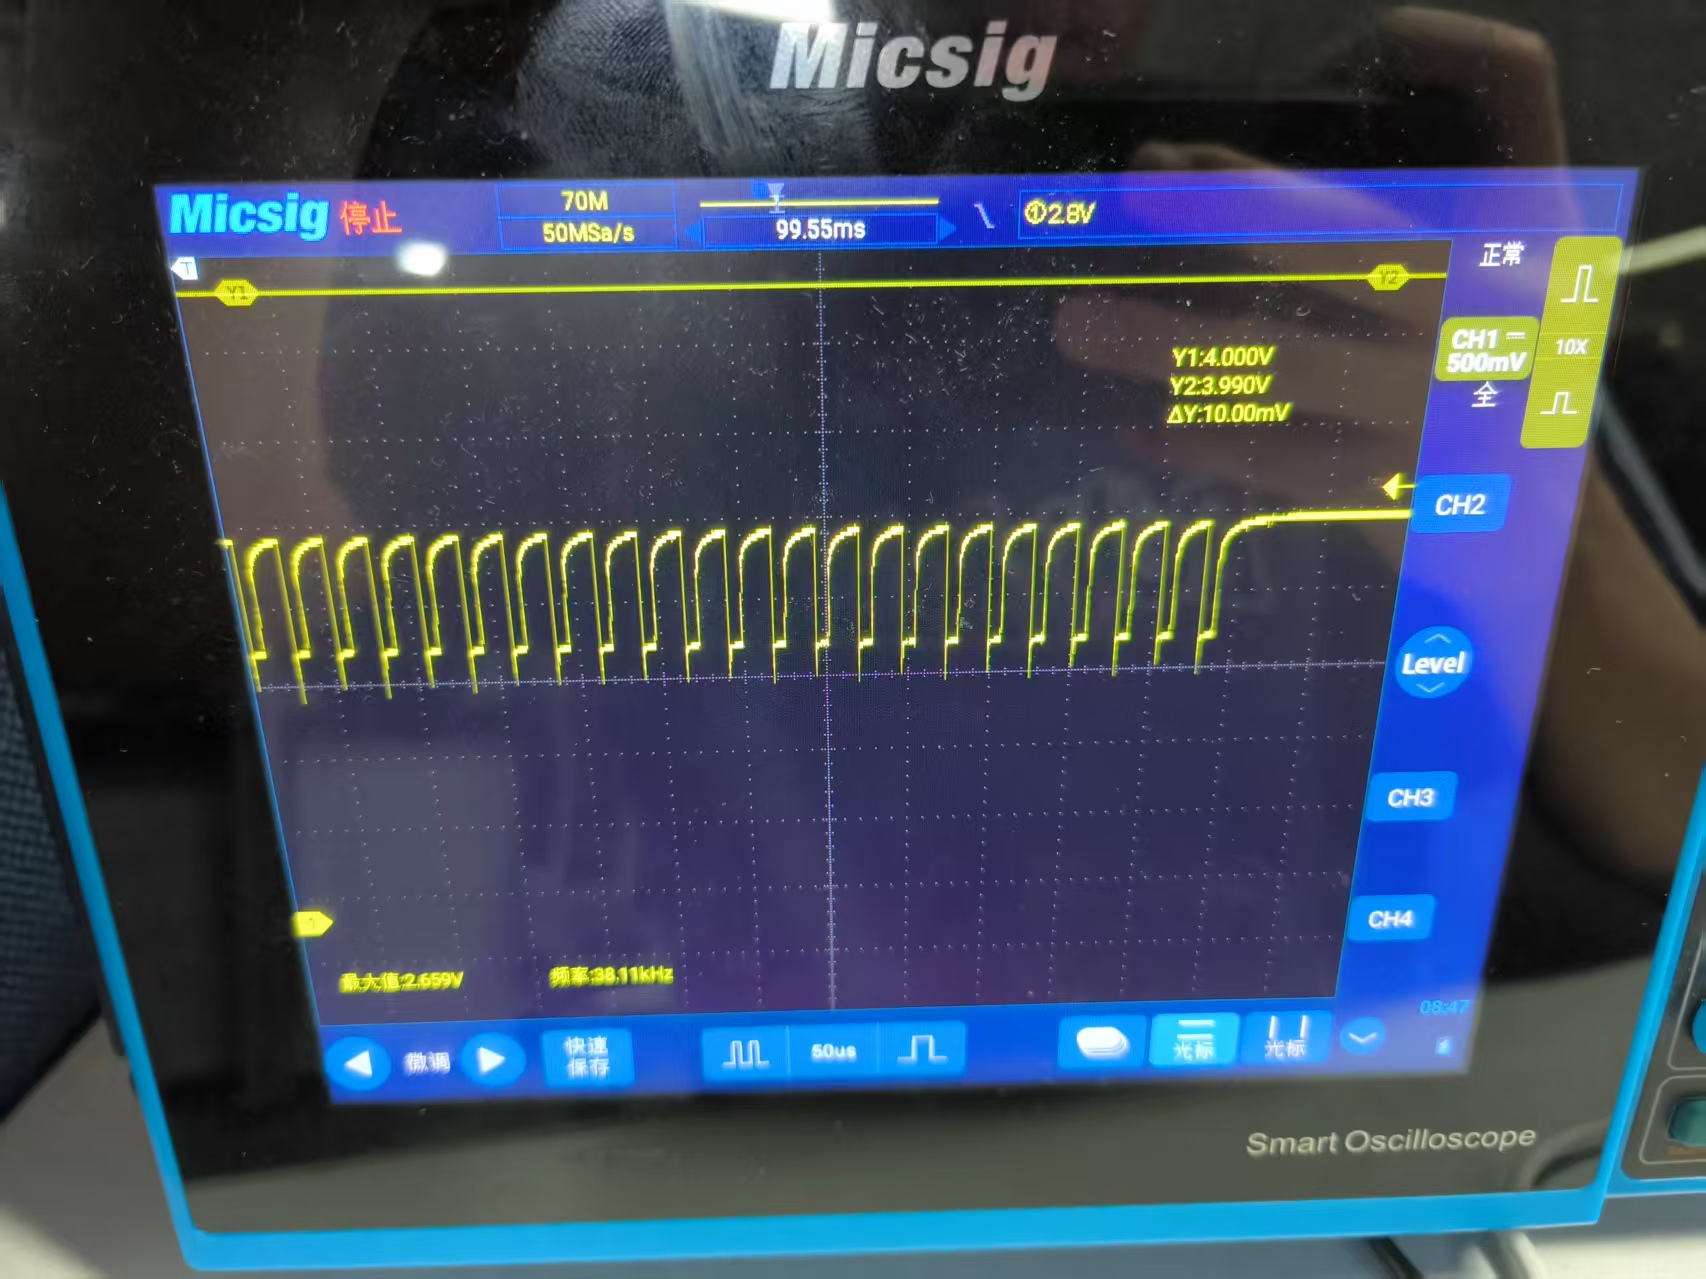 Micsig
Micsig 停止
70M
50MSa/s
99.55ms
①2.8V
T
Y1
Y2
正常
Y1:4.000V
Y2:3.990V
ΔY:10.00mV
CH1
500mV
10X
全
CH2
Level
CH3
1
CH4
最大值:2.659V
频率:38.11kHz
08:47
微调
快速
保存
50us
光标
光标
Smart Oscilloscope